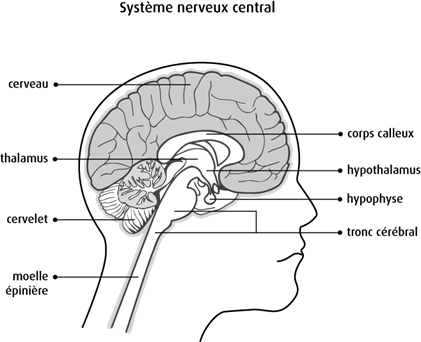 Système nerveux central
cerveau
corps calleux
thalamus
hypothalamus
hypophyse
cervelet
tronc cérébral
moelle
épinière